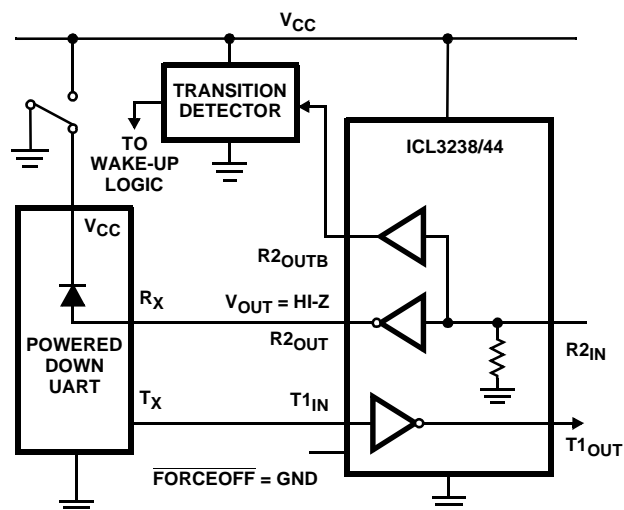 VCC
TRANSITION
DETECTOR
TO
WAKE-UP
LOGIC
ICL3238/44
VCC
R2OUTB
RX
VOUT = HI-Z
R2OUT
POWERED
DOWN
UART
R2IN
TX
T1IN
T1OUT
FORCEOFF = GND